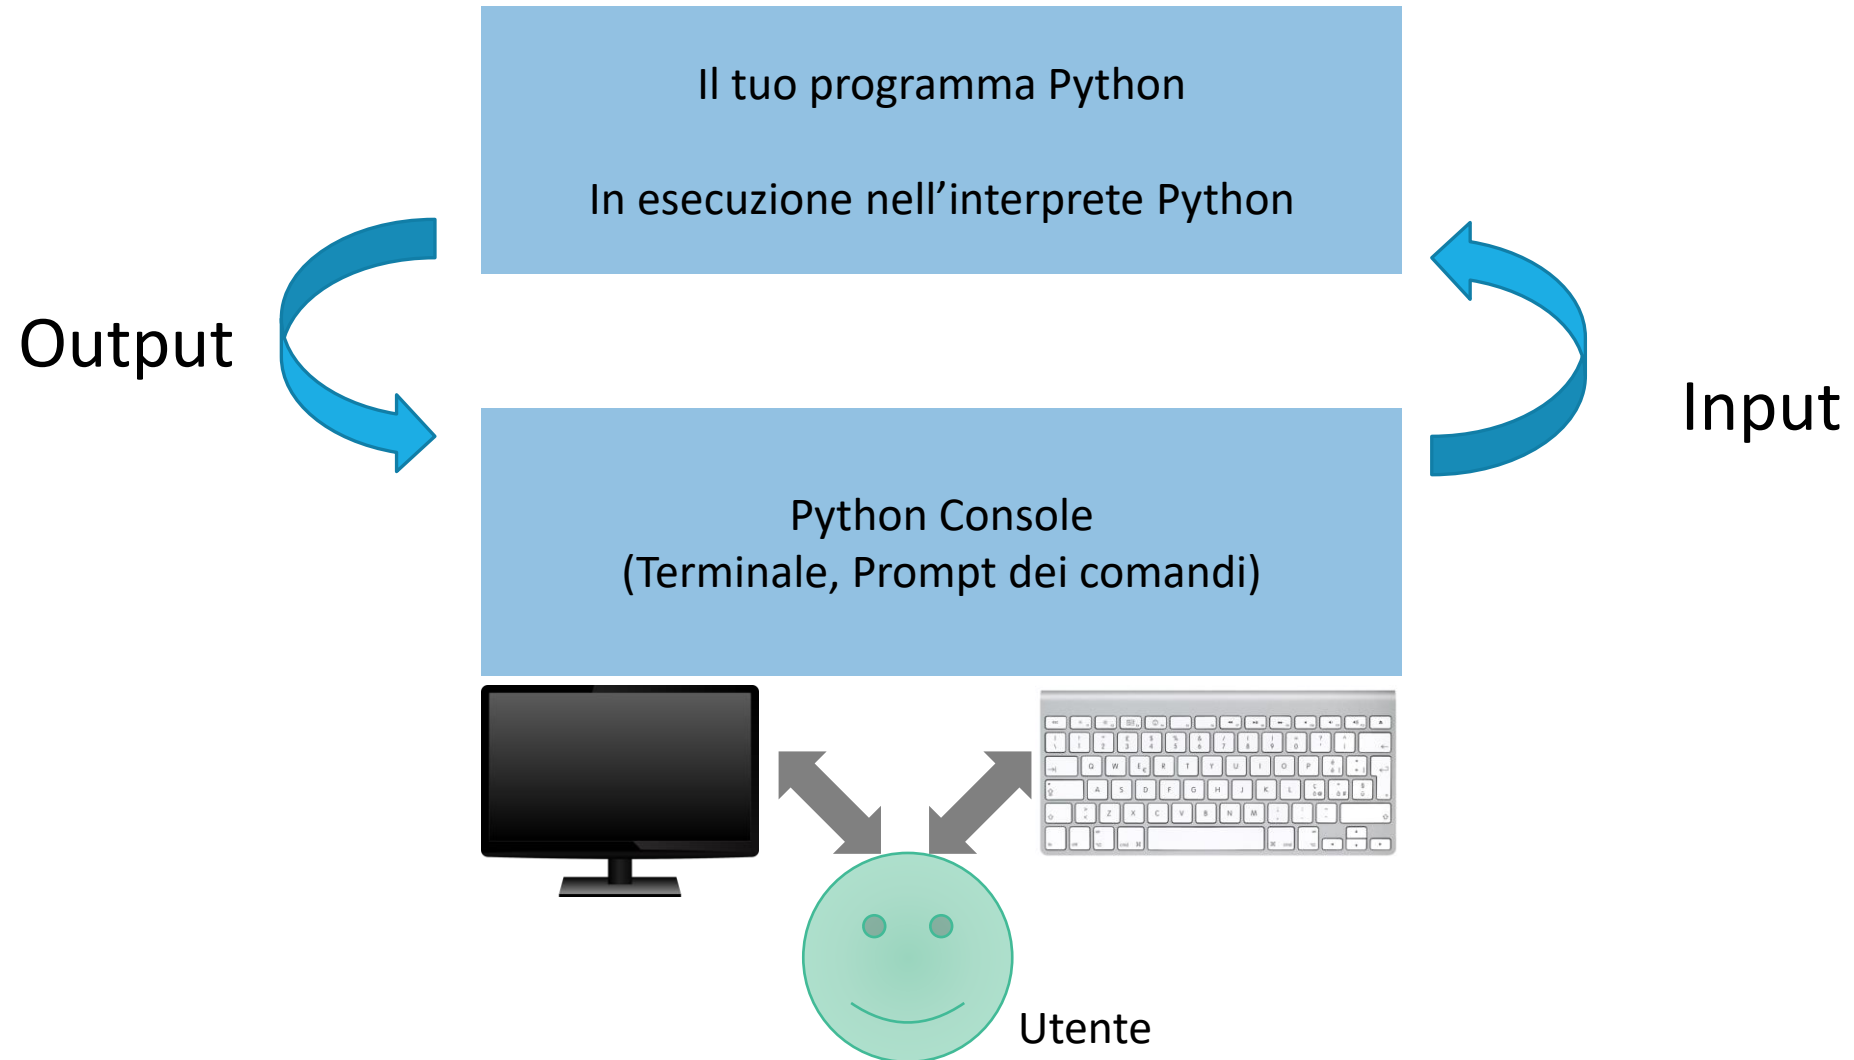 Il tuo programma Python
In esecuzione nell’interprete Python
Output
Input
Python Console
(Terminale, Prompt dei comandi)
Utente